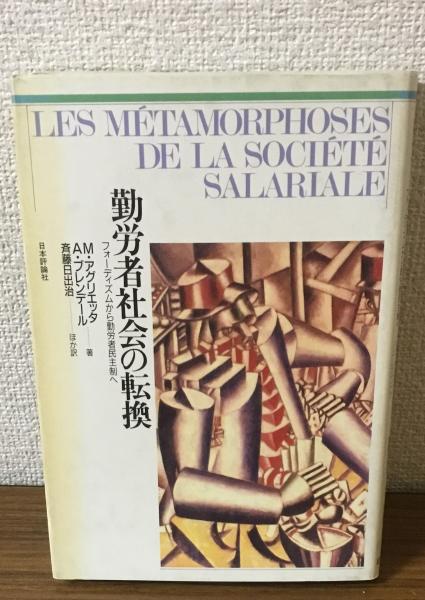 LES MÉTAMORPHOSES
DE LA SOCIÉTÉ
SALARIALE
勤労者社会の転換
フォーディズムから勤労者民主制へ
M・アグリエッタ
A・ブレンデール
著
斉藤日出治
ほか訳
日本評論社